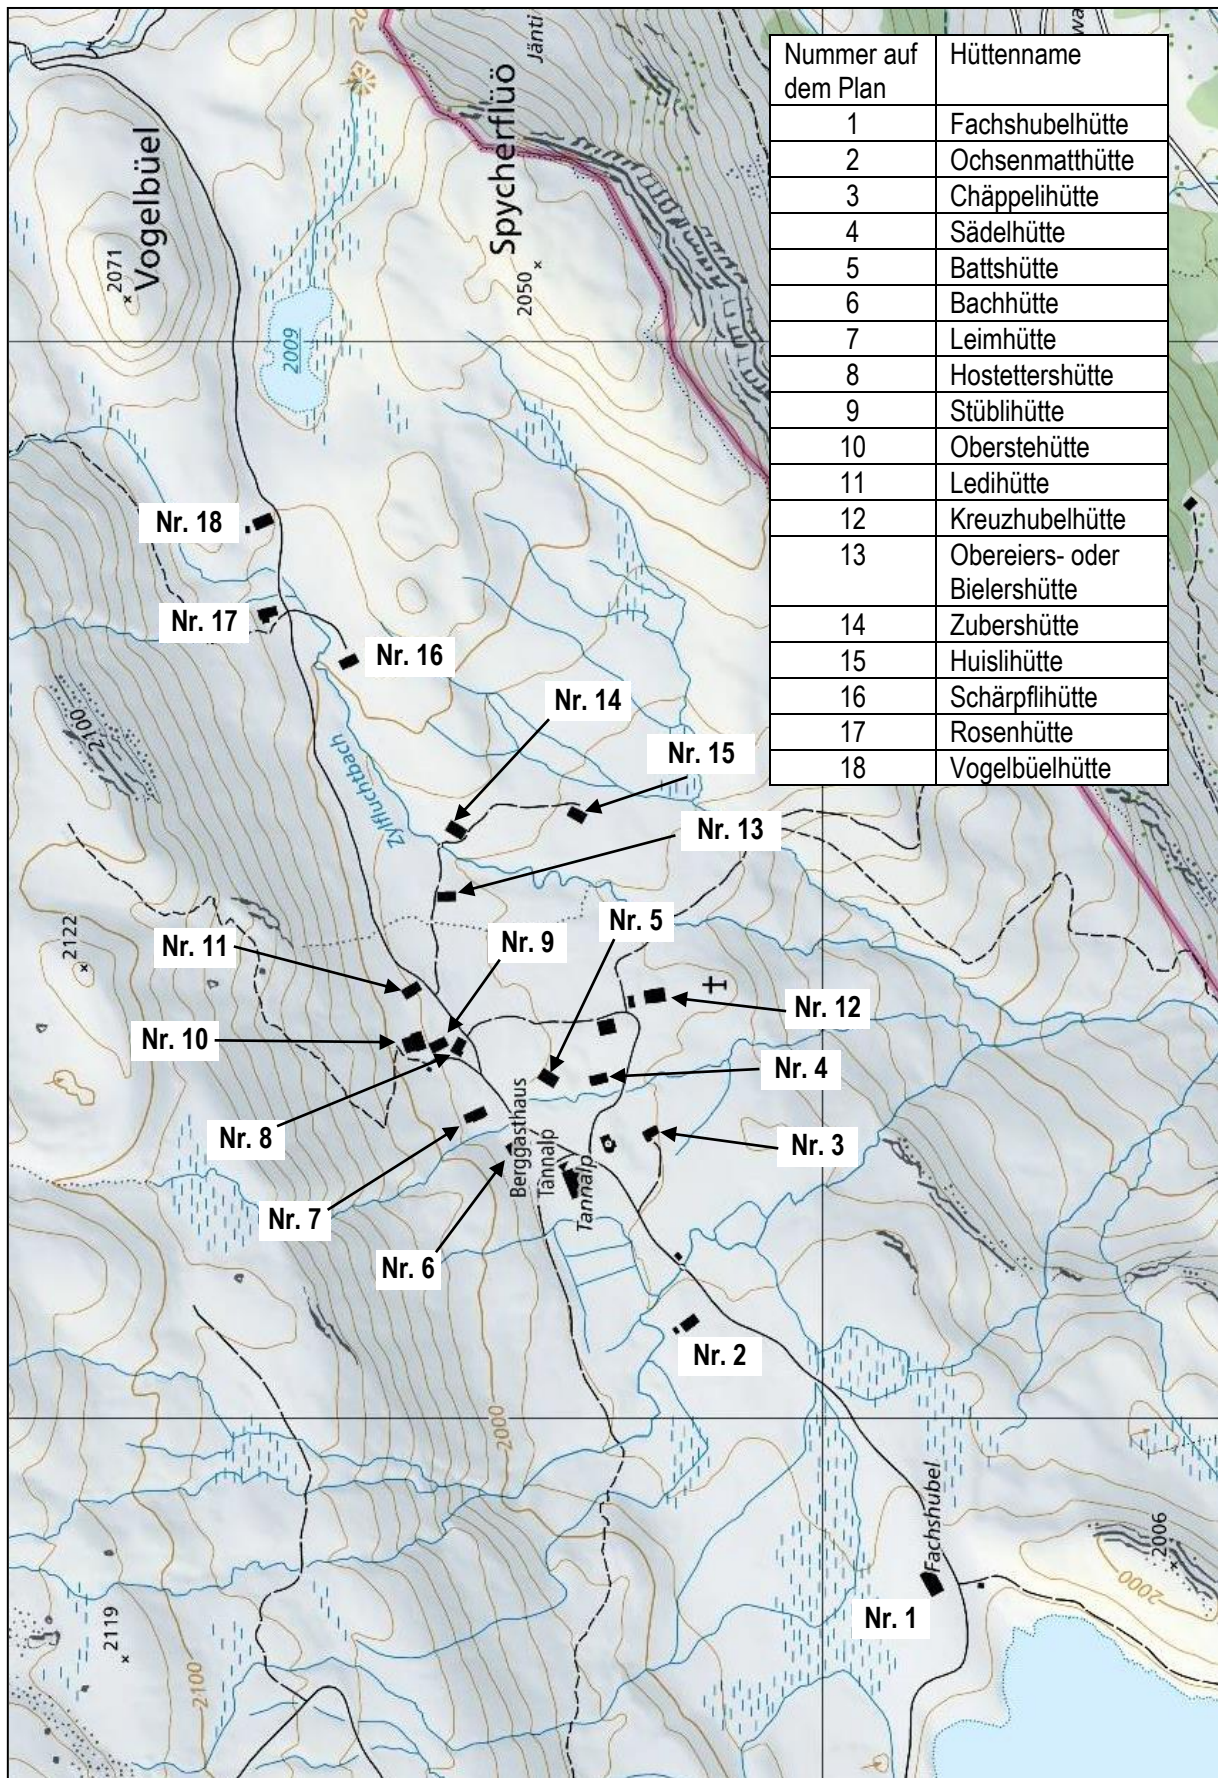 Nummer auf
dem Plan
Hüttenname
1 Fachshubelhütte
2 Ochsenmatthütte
3 Chäppelihütte
4 Sädelhütte
5 Battshütte
6 Bachhütte
7 Leimhütte
8 Hostettershütte
9 Stüblihütte
10 Oberstehütte
11 Ledihütte
12 Kreuzhubelhütte
13 Obereiers- oder
Bielershütte
14 Zubershütte
15 Huislihütte
16 Schärpflihütte
17 Rosenhütte
18 Vogelbüelhütte
Jänti
wa
20
Spycherflüo
2050
Vogelbüel
2071
2009
Nr. 18
Nr. 17
Nr. 16
Nr. 14
Nr. 15
Nr. 13
2100
Zylfluchtbach
Nr. 5
Nr. 9
Nr. 11
2122
Nr. 12
Nr. 10
Nr. 4
Nr. 8
Nr. 3
Berggasthaus
Tannalp
Tannalp
Nr. 7
Nr. 6
Nr. 2
2000
Fachshubel
2006
2000
Nr. 1
2119
2100